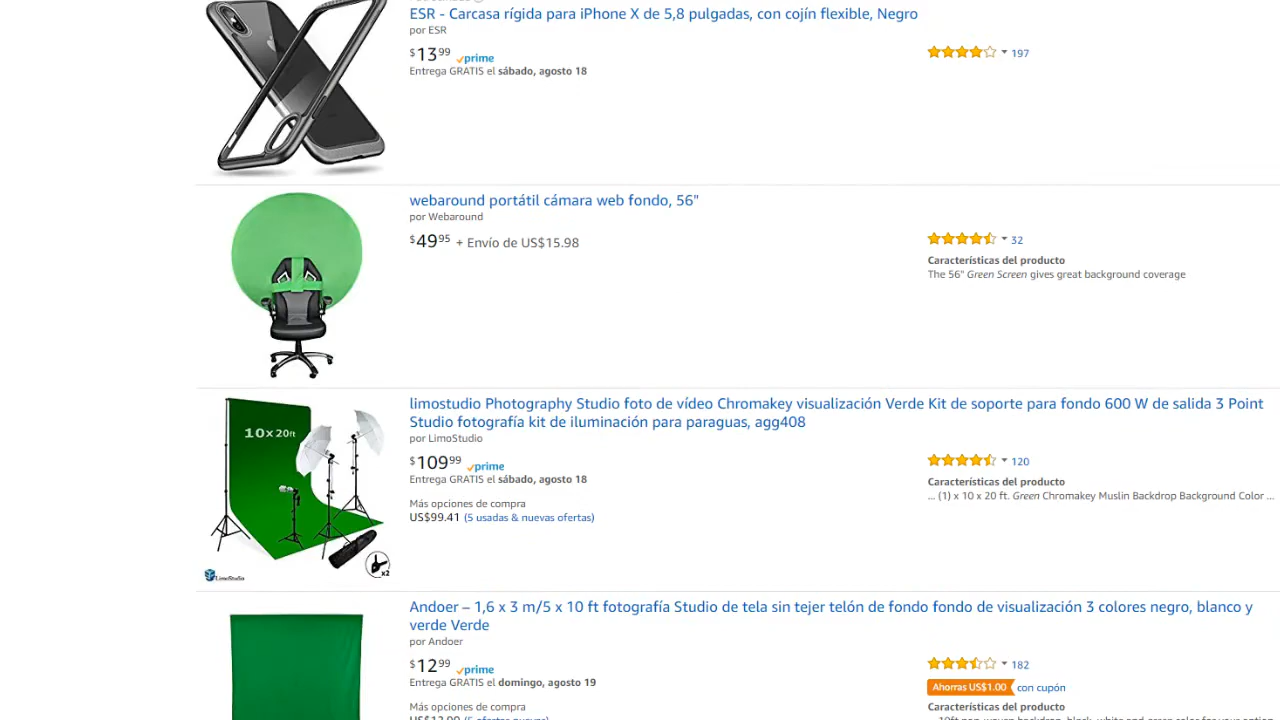 ESR - Carcasa rígida para iPhone X de 5,8 pulgadas, con cojín flexible, Negro
por ESR
$13⁹⁹ prime
Entrega GRATIS el sábado, agosto 18
197
webaround portátil cámara web fondo, 56"
por Webaround
$49⁹⁵ + Envío de US$15.98
32
Características del producto
The 56" Green Screen gives great background coverage
10x20ft
x2
LimoStudio
limostudio Photography Studio foto de vídeo Chromakey visualización Verde Kit de soporte para fondo 600 W de salida 3 Point
Studio fotografía kit de iluminación para paraguas, agg408
por LimoStudio
$109⁹⁹ prime
Entrega GRATIS el sábado, agosto 18
Más opciones de compra
US$99.41 (5 usadas & nuevas ofertas)
120
Características del producto
... (1) x 10 x 20 ft. Green Chromakey Muslin Backdrop Background Color ...
Andoer – 1,6 x 3 m/5 x 10 ft fotografía Studio de tela sin tejer telón de fondo fondo de visualización 3 colores negro, blanco y
verde Verde
por Andoer
$12⁹⁹ prime
Entrega GRATIS el domingo, agosto 19
Más opciones de compra
182
Ahorras US$1.00 con cupón
Características del producto